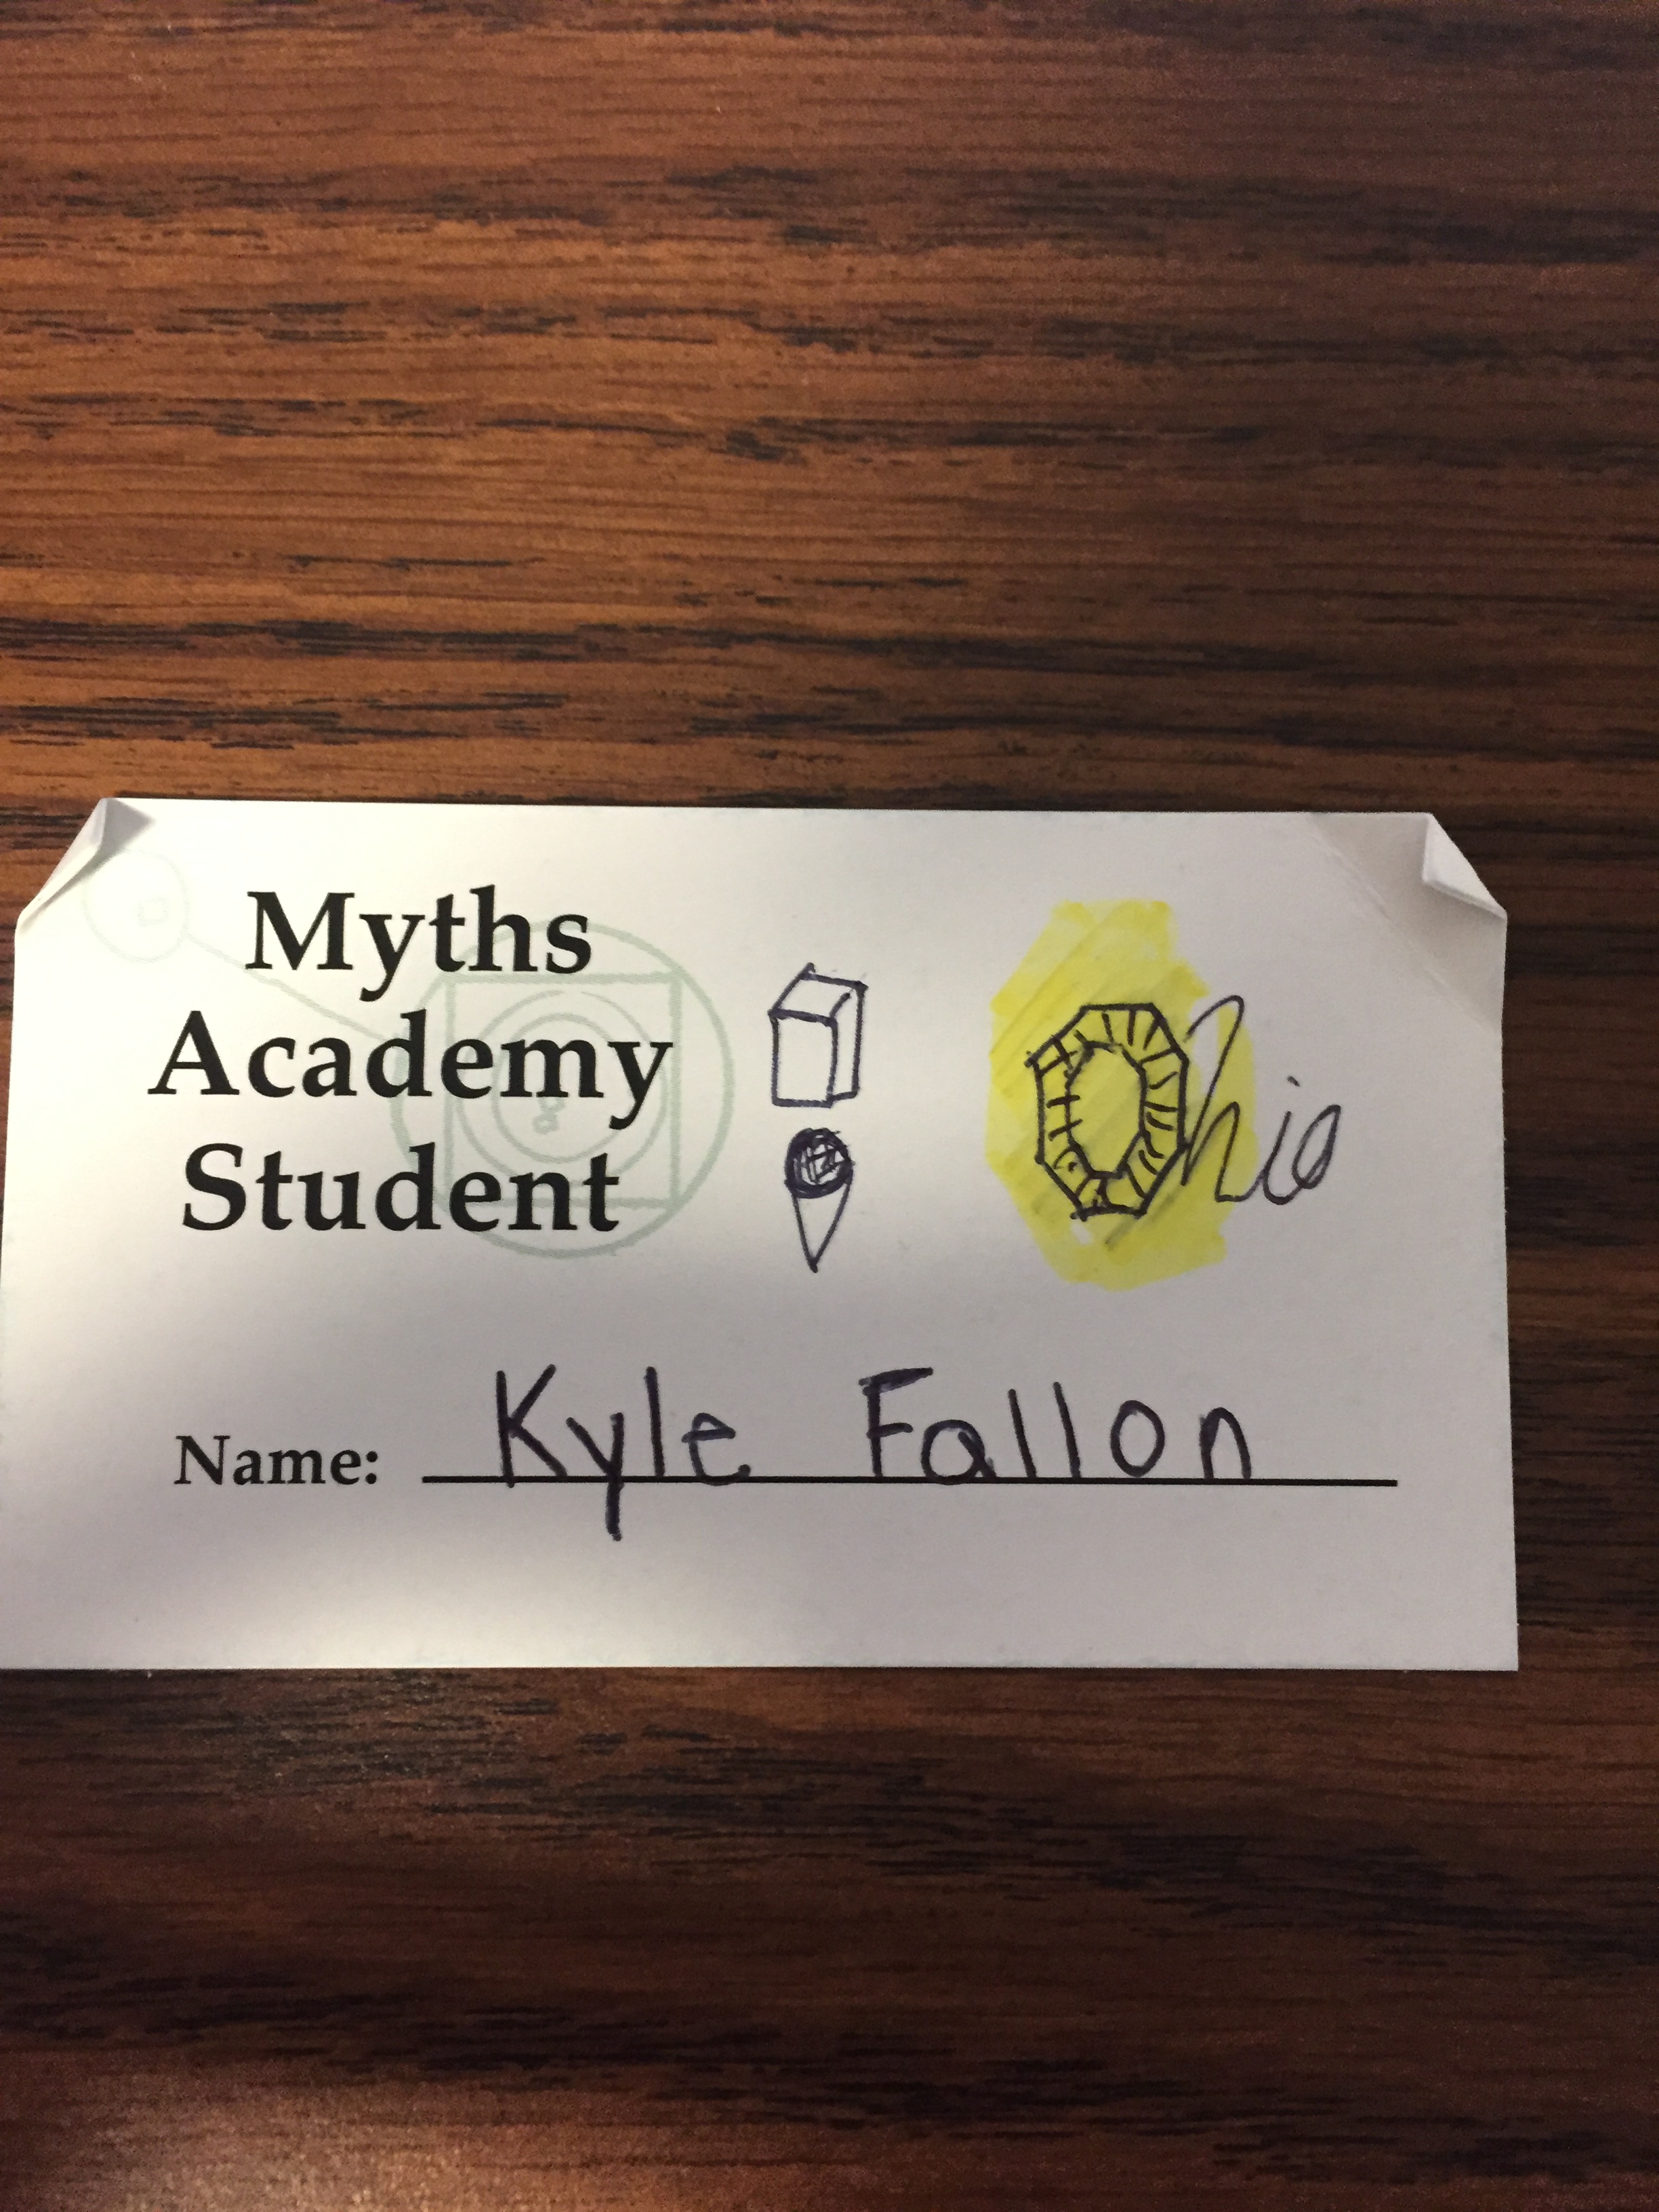 Myths
Academy
Student
Ohio
Name: Kyle Fallon